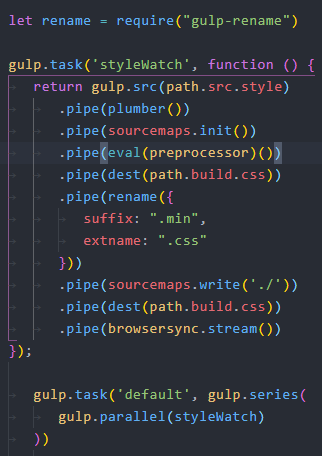 let rename = require("gulp-rename")
gulp.task('styleWatch', function () {
return gulp.src(path.src.style)
.pipe(plumber())
.pipe(sourcemaps.init())
.pipe(eval(preprocessor)())
.pipe(dest(path.build.css))
.pipe(rename({
suffix: ".min",
extname: ".css"
}))
.pipe(sourcemaps.write('./'))
.pipe(dest(path.build.css))
.pipe(browsersync.stream())
});
gulp.task('default', gulp.series(
gulp.parallel(styleWatch)
))